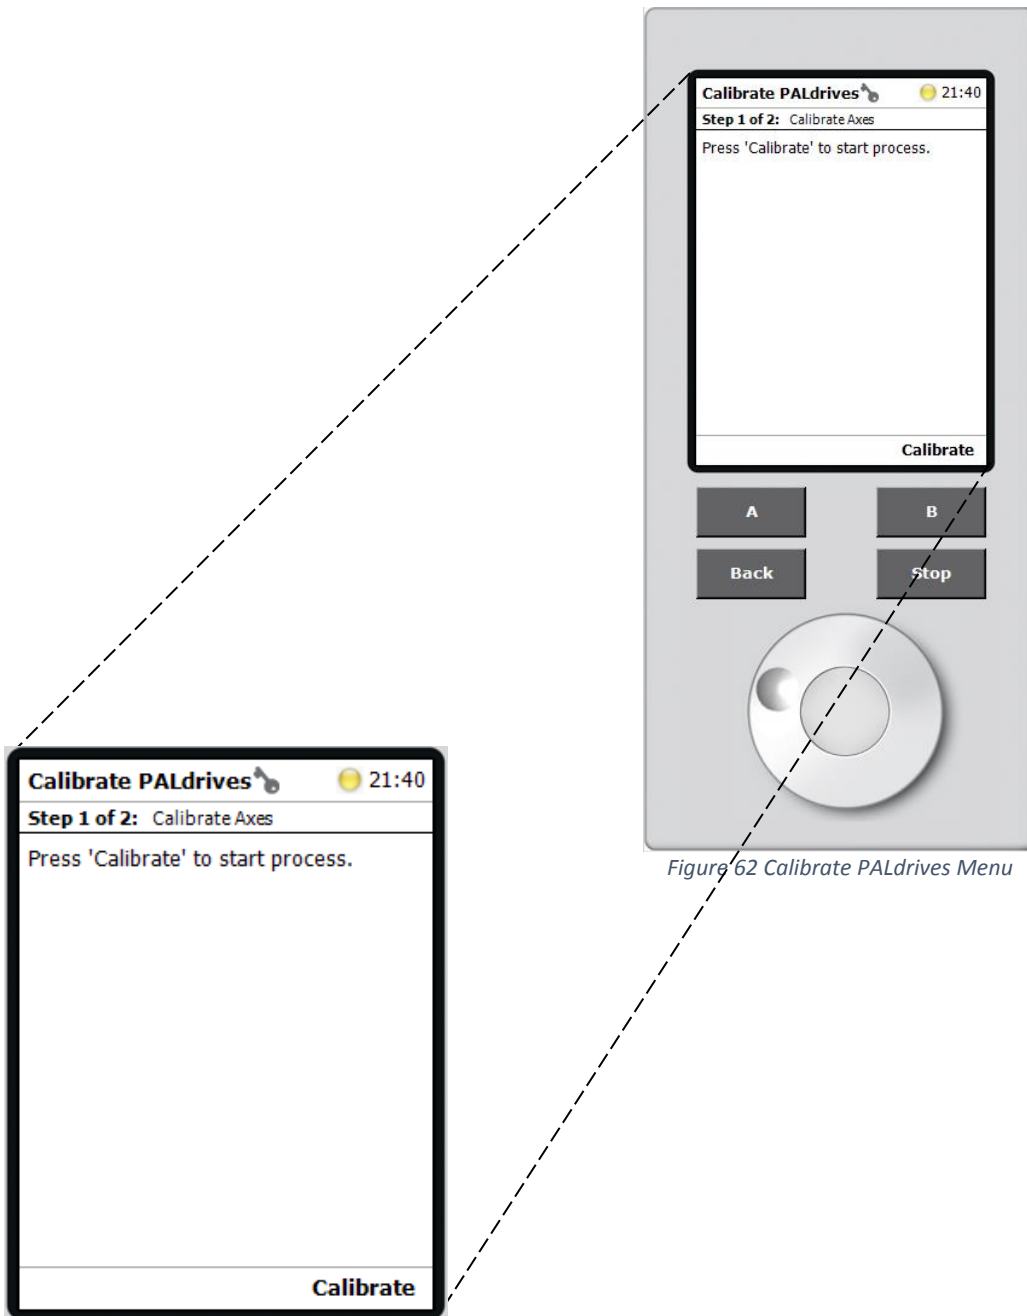 Calibrate PALdrives 21:40
Step 1 of 2: Calibrate Axes
Press 'Calibrate' to start process.
Calibrate
A B
Back Stop
Figure 62 Calibrate PALdrives Menu
Calibrate PALdrives 21:40
Step 1 of 2: Calibrate Axes
Press 'Calibrate' to start process.
Calibrate